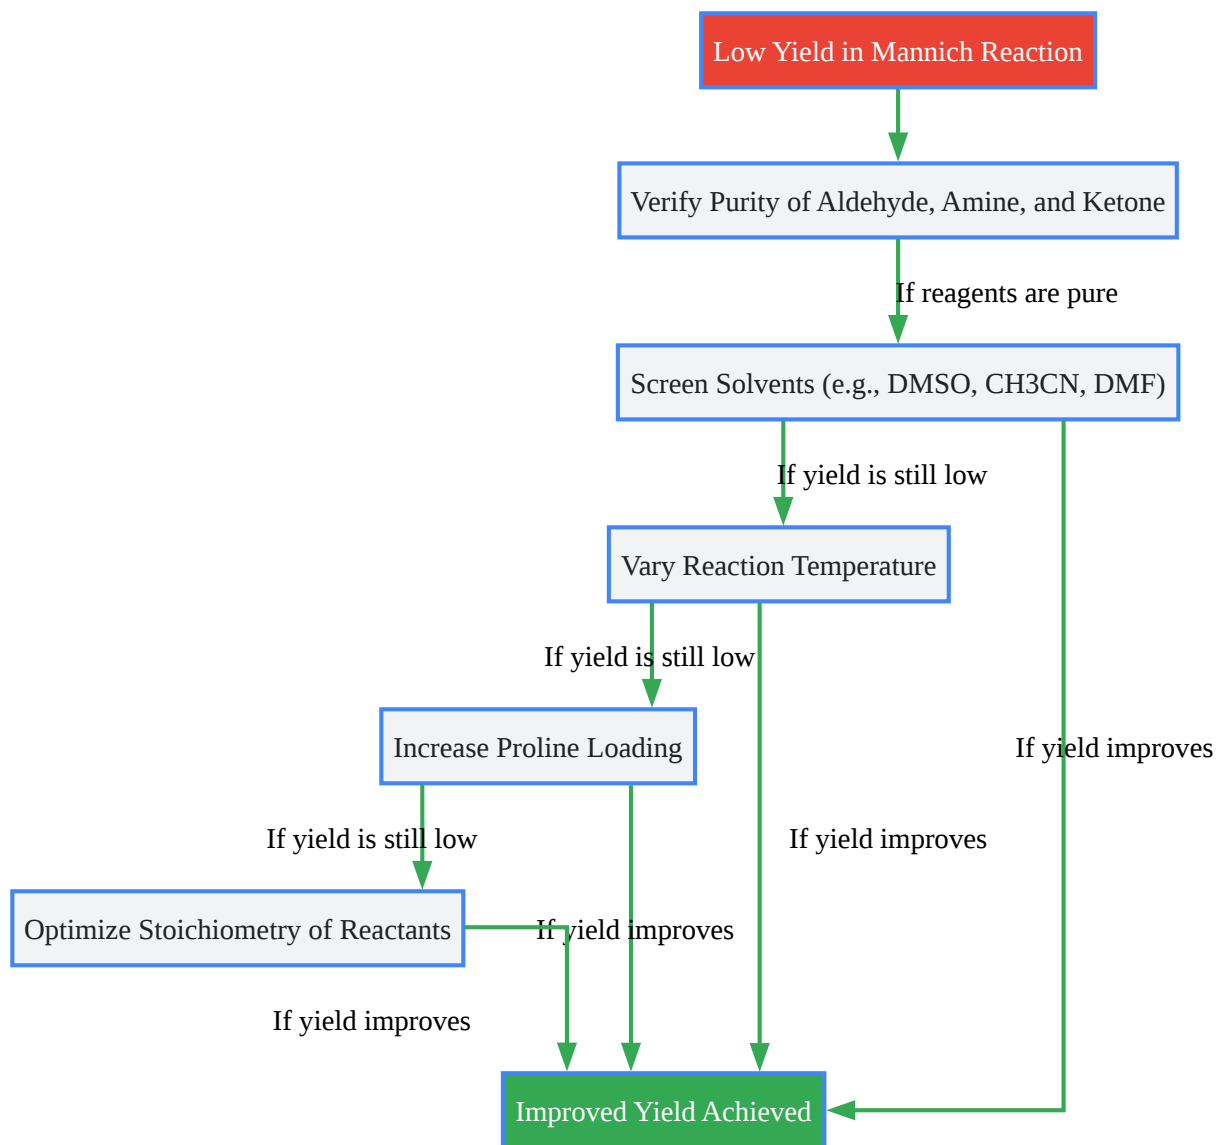 Low Yield in Mannich Reaction
Verify Purity of Aldehyde, Amine, and Ketone
If reagents are pure
Screen Solvents (e.g., DMSO, CH3CN, DMF)
If yield is still low
Vary Reaction Temperature
If yield is still low
Increase Proline Loading
If yield improves
If yield is still low
If yield improves
Optimize Stoichiometry of Reactants
If yield improves
If yield improves
Improved Yield Achieved